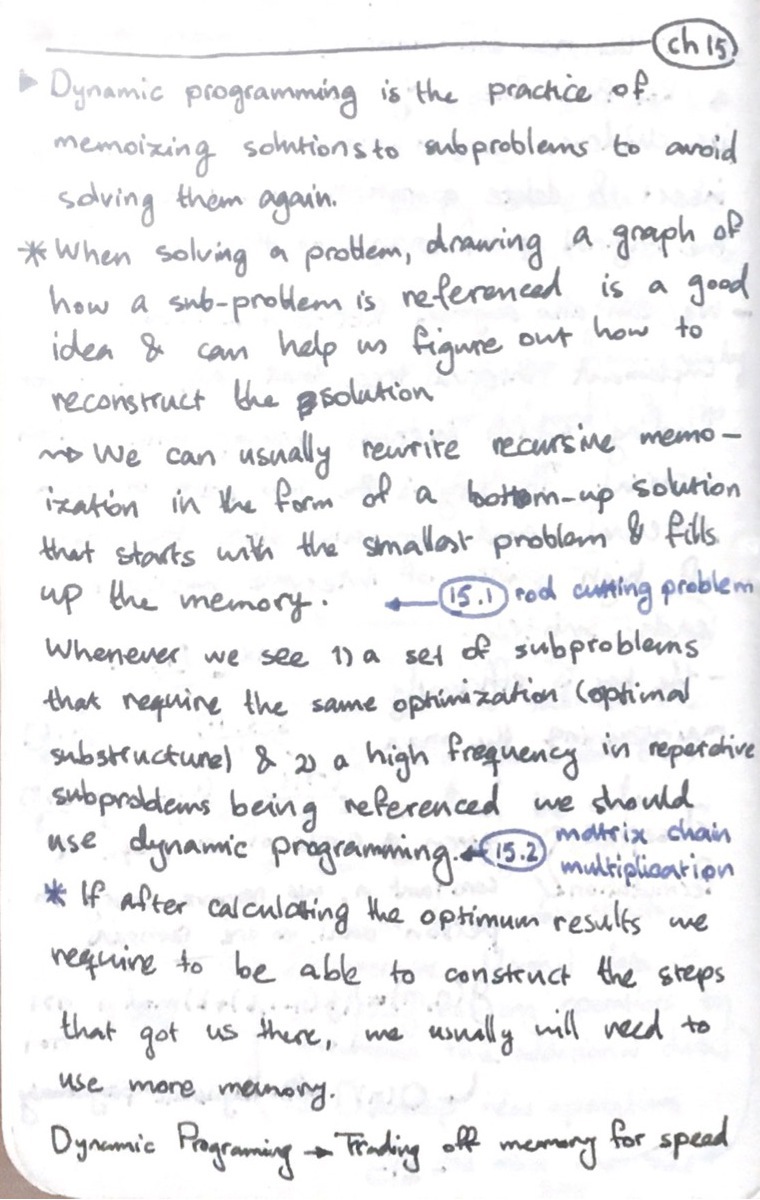 ch 15
▸ Dynamic programming is the practice of
memoizing solutions to subproblems to avoid
solving them again.
* When solving a problem, drawing a graph of
how a sub-problem is referenced is a good
idea & can help us figure out how to
reconstruct the solution
↝ We can usually rewrite recursive memo-
ization in the form of a bottom-up solution
that starts with the smallest problem & fills
up the memory. ← 15.1 rod cutting problem
Whenever we see 1) a set of subproblems
that require the same optimization (optimal
substructure) & 2) a high frequency in repetetive
subproblems being referenced we should
use dynamic programming. ← 15.2 matrix chain
multiplication
* If after calculating the optimum results we
require to be able to construct the steps
that got us there, we usually will need to
use more memory.
Dynamic Programing → Trading off memory for speed